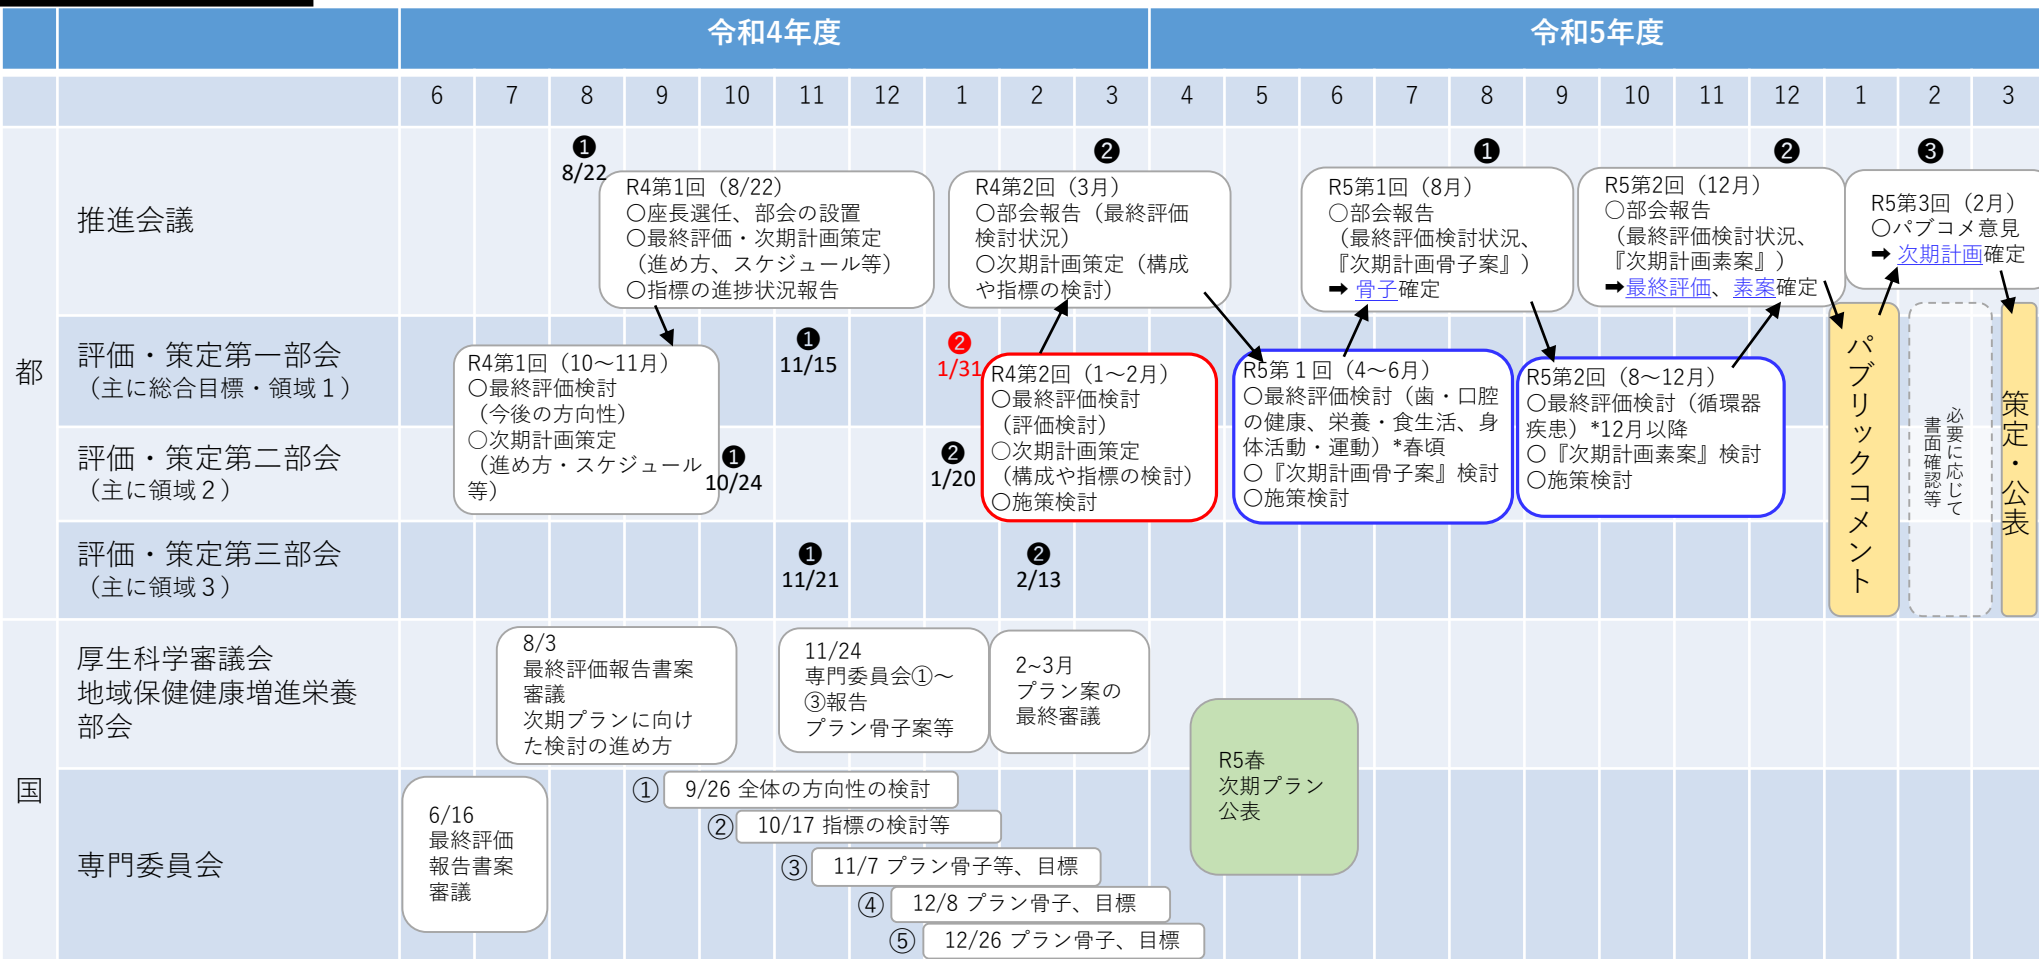 令和4年度
令和5年度
6 7 8 9 10 11 12 1 2 3 4 5 6 7 8 9 10 11 12 1 2 3
都
推進会議
❶
8/22
R4第1回（8/22）
〇座長選任、部会の設置
〇最終評価・次期計画策定
（進め方、スケジュール等）
〇指標の進捗状況報告
❷
R4第2回（3月）
〇部会報告（最終評価
検討状況）
〇次期計画策定（構成
や指標の検討）
❶
R5第1回（8月）
〇部会報告
（最終評価検討状況、
『次期計画骨子案』）
➡ 骨子確定
❷
R5第2回（12月）
〇部会報告
（最終評価検討状況、
『次期計画素案』）
➡最終評価、素案確定
❸
R5第3回（2月）
〇パブコメ意見
➡ 次期計画確定
評価・策定第一部会
（主に総合目標・領域１）
❶
11/15
❷
1/31
評価・策定第二部会
（主に領域２）
❶
10/24
❷
1/20
評価・策定第三部会
（主に領域３）
❶
11/21
❷
2/13
R4第1回（10～11月）
〇最終評価検討
（今後の方向性）
〇次期計画策定
（進め方・スケジュール
等）
R4第2回（1～2月）
〇最終評価検討
（評価検討）
〇次期計画策定
（構成や指標の検討）
〇施策検討
R5第１回（4～6月）
〇最終評価検討（歯・口腔
の健康、栄養・食生活、身
体活動・運動）*春頃
〇『次期計画骨子案』検討
〇施策検討
R5第2回（8～12月）
〇最終評価検討（循環器
疾患）*12月以降
〇『次期計画素案』検討
〇施策検討
パブリックコメント
必要に応じて
書面確認等
策定・公表
国
厚生科学審議会
地域保健健康増進栄養
部会
8/3
最終評価報告書案
審議
次期プランに向け
た検討の進め方
11/24
専門委員会①～
③報告
プラン骨子案等
2~3月
プラン案の
最終審議
R5春
次期プラン
公表
専門委員会
6/16
最終評価
報告書案
審議
① 9/26 全体の方向性の検討
② 10/17 指標の検討等
③ 11/7 プラン骨子等、目標
④ 12/8 プラン骨子、目標
⑤ 12/26 プラン骨子、目標